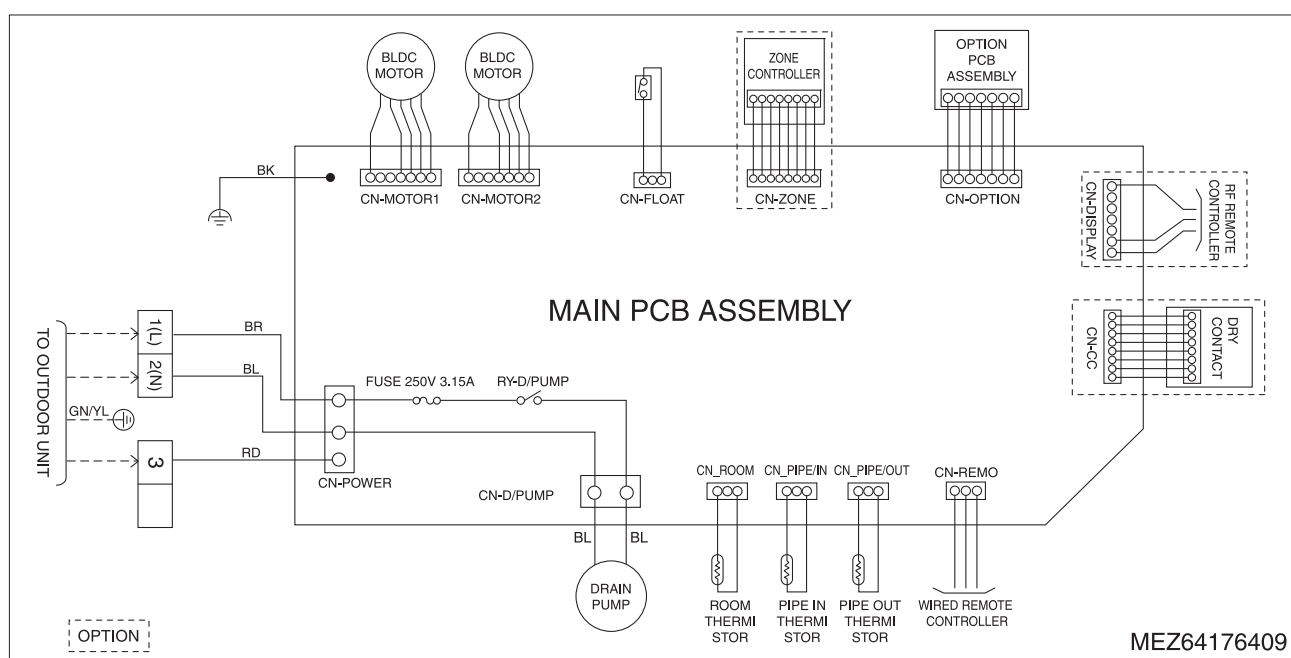 BLDC
MOTOR
BLDC
MOTOR
ZONE
CONTROLLER
OPTION
PCB
ASSEMBLY
BK
CN-MOTOR1
CN-MOTOR2
CN-FLOAT
CN-ZONE
CN-OPTION
CN-DISPLAY
RF REMOTE
CONTROLLER
MAIN PCB ASSEMBLY
CN-CC
DRY
CONTACT
TO OUTDOOR UNIT
1(L)
2(N)
3
BR
BL
GN/YL
RD
FUSE 250V 3.15A
RY-D/PUMP
CN-POWER
CN-D/PUMP
BL
BL
DRAIN
PUMP
CN_ROOM
CN_PIPE/IN
CN_PIPE/OUT
CN-REMO
ROOM
THERMI
STOR
PIPE IN
THERMI
STOR
PIPE OUT
THERMI
STOR
WIRED REMOTE
CONTROLLER
OPTION
MEZ64176409